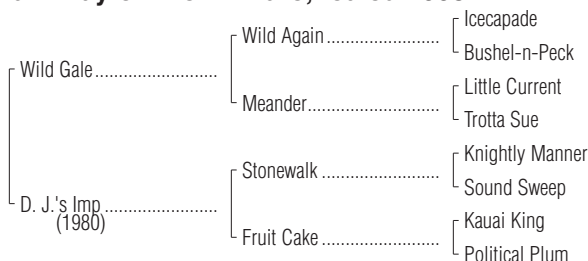 Icecapade
Wild Again
Bushel-n-Peck
Wild Gale
Little Current
Meander
Trotta Sue
Knightly Manner
Stonewalk
Sound Sweep
D. J.'s Imp
(1980)
Kauai King
Fruit Cake
Political Plum